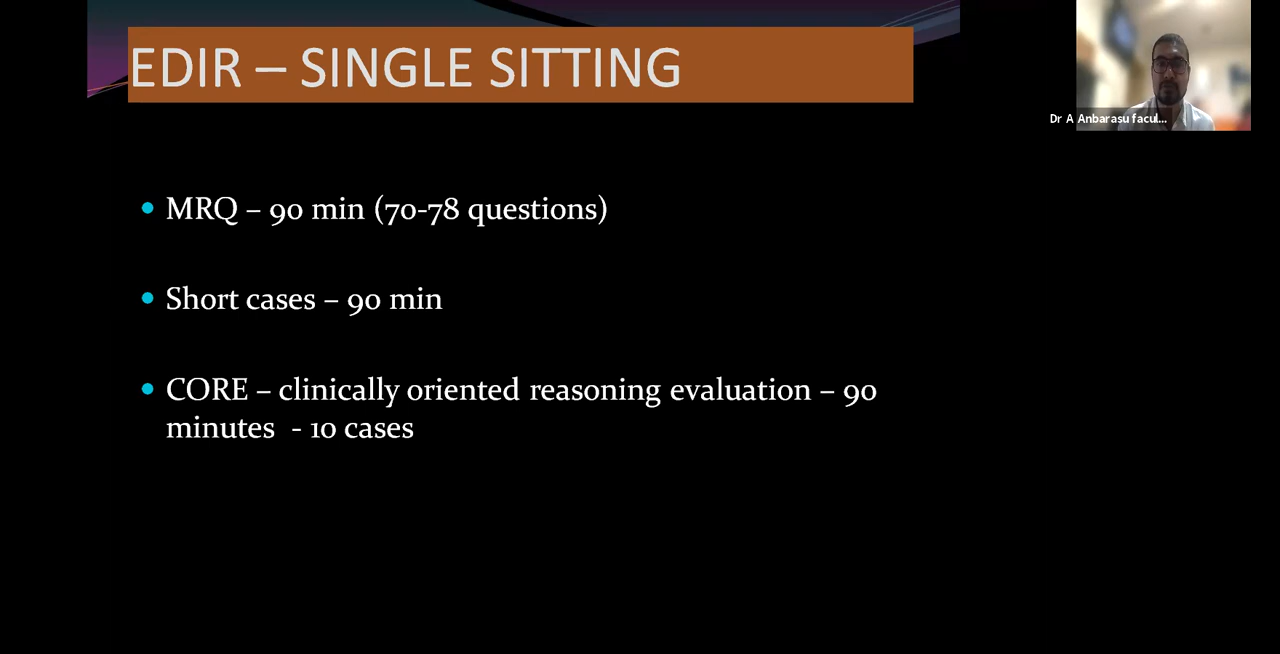 EDIR – SINGLE SITTING
Dr A Anbarasu facul...
• MRQ – 90 min (70-78 questions)
• Short cases – 90 min
• CORE – clinically oriented reasoning evaluation – 90
minutes - 10 cases